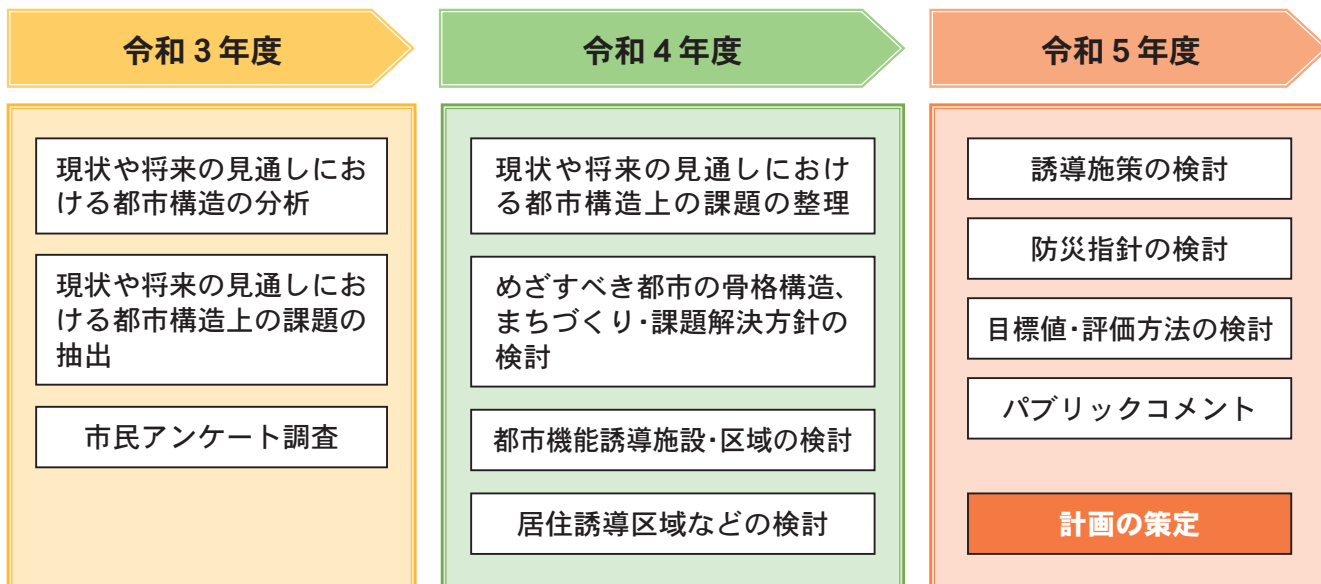 令和3年度
現状や将来の見通しにお
ける都市構造の分析
現状や将来の見通しにお
ける都市構造上の課題の
抽出
市民アンケート調査
令和4年度
現状や将来の見通しにおけ
る都市構造上の課題の整理
めざすべき都市の骨格構造、
まちづくり・課題解決方針の
検討
都市機能誘導施設・区域の検討
居住誘導区域などの検討
令和5年度
誘導施策の検討
防災指針の検討
目標値・評価方法の検討
パブリックコメント
計画の策定